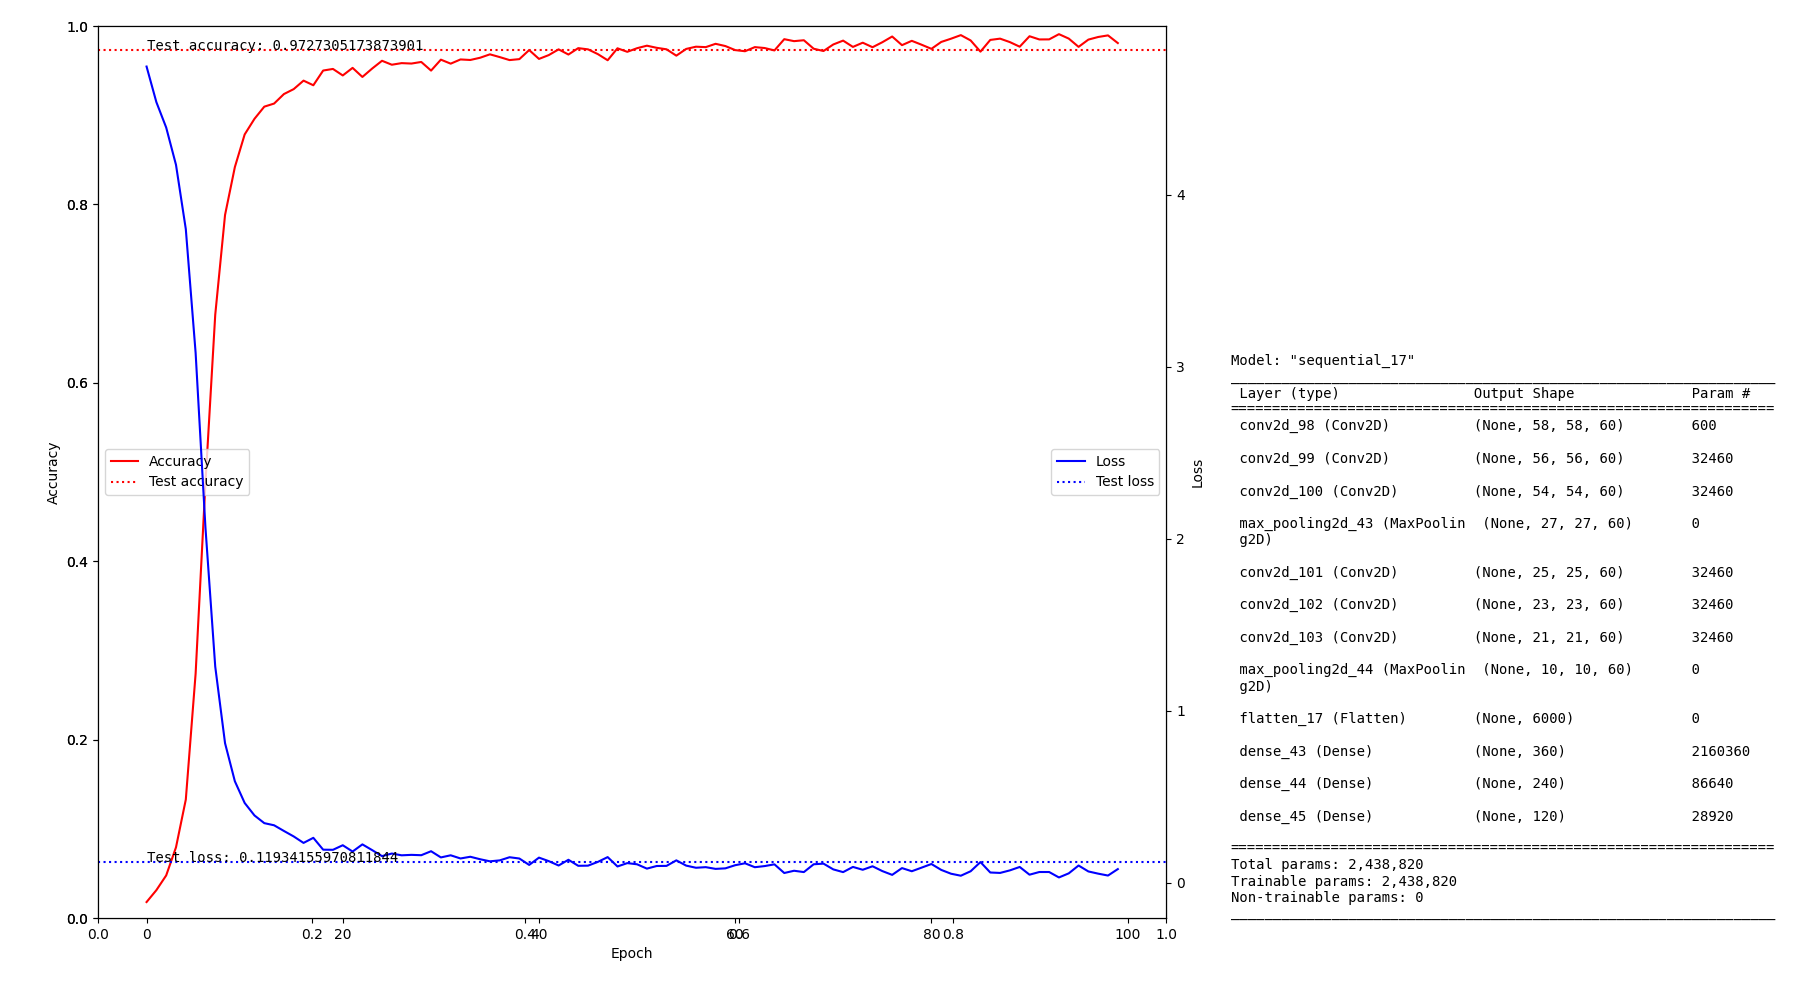 1.0
0.8
0.6
0.4
0.2
0.0
Accuracy
Test accuracy: 0.9727305173873901
Accuracy
Test accuracy
Test loss: 0.11934155970811844
Loss
Test loss
4
3
2
1
0
Loss
0.0 0 0.2 20 0.4 40 60 0.6 80 0.8 100 1.0
Epoch
Model: "sequential_17"
Layer (type) Output Shape Param #
conv2d_98 (Conv2D) (None, 58, 58, 60) 600
conv2d_99 (Conv2D) (None, 56, 56, 60) 32460
conv2d_100 (Conv2D) (None, 54, 54, 60) 32460
max_pooling2d_43 (MaxPoolin (None, 27, 27, 60) 0
g2D)
conv2d_101 (Conv2D) (None, 25, 25, 60) 32460
conv2d_102 (Conv2D) (None, 23, 23, 60) 32460
conv2d_103 (Conv2D) (None, 21, 21, 60) 32460
max_pooling2d_44 (MaxPoolin (None, 10, 10, 60) 0
g2D)
flatten_17 (Flatten) (None, 6000) 0
dense_43 (Dense) (None, 360) 2160360
dense_44 (Dense) (None, 240) 86640
dense_45 (Dense) (None, 120) 28920
Total params: 2,438,820
Trainable params: 2,438,820
Non-trainable params: 0